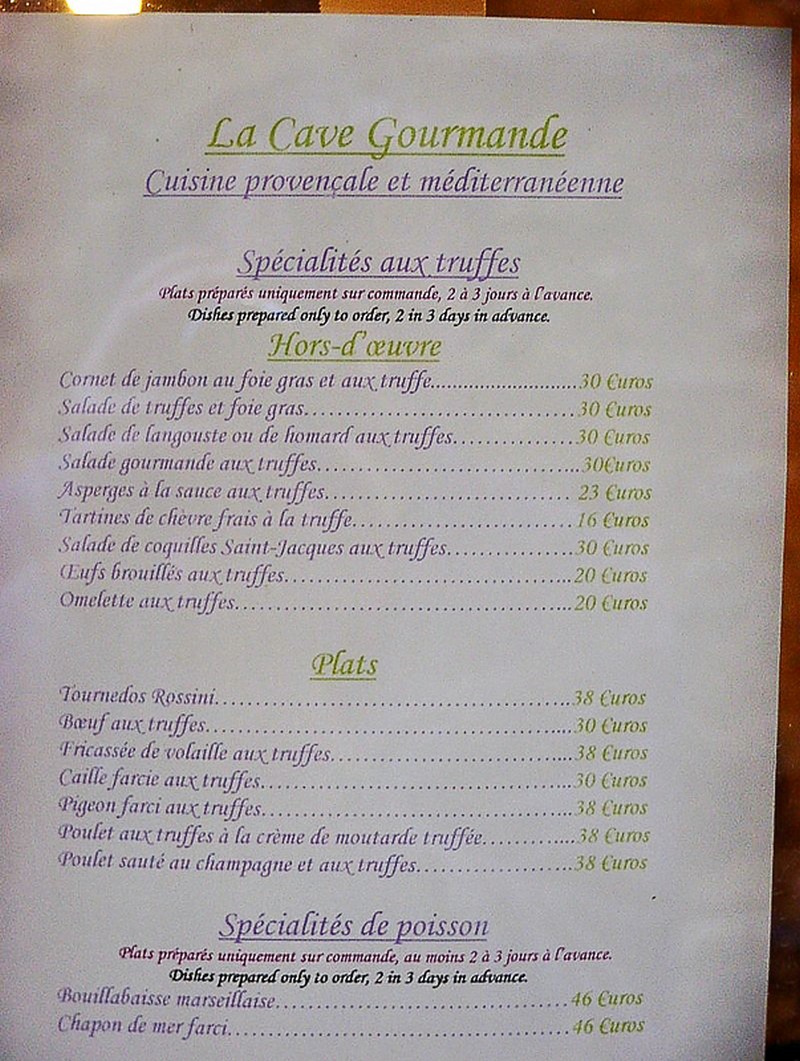 La Cave Gourmande
Cuisine provençale et méditerranéenne
Spécialités aux truffes
Plats préparés uniquement sur commande, 2 à 3 jours à l'avance.
Dishes prepared only to order, 2 in 3 days in advance.
Hors-d'œuvre
Cornet de jambon au foie gras et aux truffe............................30 Euros
Salade de truffes et foie gras.................................30 Euros
Salade de langouste ou de homard aux truffes..............30 Euros
Salade gourmande aux truffes................................30Euros
Asperges à la sauce aux truffes............................... 23 Euros
Tartines de chèvre frais à la truffe...........................16 Euros
Salade de coquilles Saint-Jacques aux truffes...............30 Euros
Œufs brouillés aux truffes....................................20 Euros
Omelette aux truffes..........................................20 Euros
Plats
Tournedos Rossini.............................................38 Euros
Bœuf aux truffes..............................................30 Euros
Fricassée de volaille aux truffes..............................38 Euros
Caille farcie aux truffes.......................................30 Euros
Pigeon farci aux truffes.......................................38 Euros
Poulet aux truffes à la crème de moutarde truffée............38 Euros
Poulet sauté au champagne et aux truffes....................38 Euros
Spécialités de poisson
Plats préparés uniquement sur commande, au moins 2 à 3 jours à l'avance.
Dishes prepared only to order, 2 in 3 days in advance.
Bouillabaisse marseillaise....................................46 Euros
Chapon de mer farci..........................................46 Euros